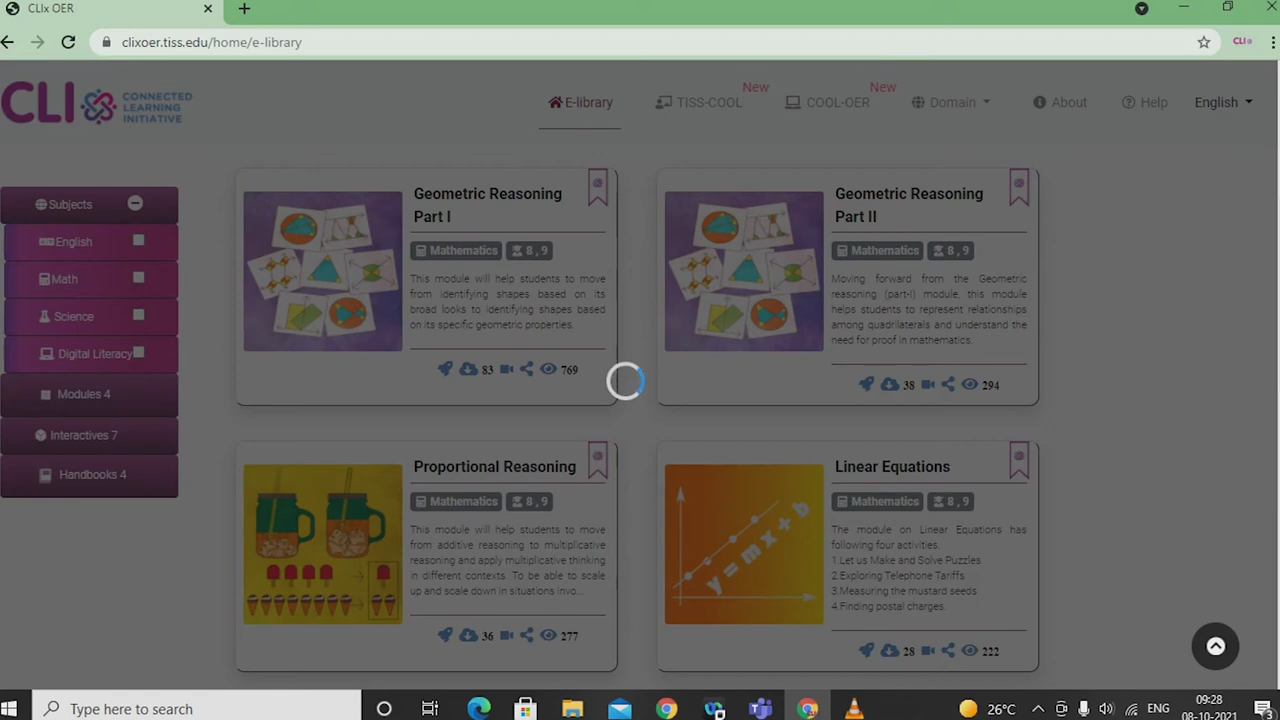 CLIx OER
clixoer.tiss.edu/home/e-library
CLI
CLI
CONNECTED
LEARNING
INITIATIVE
E-library
TISS-COOL
New
COOL-OER
New
Domain
About
Help
English
Subjects
English
Math
Science
Digital Literacy
Modules 4
Interactives 7
Handbooks 4
Geometric Reasoning
Part I
Mathematics
8 , 9
This module will help students to move
from identifying shapes based on its
broad looks to identifying shapes based
on its specific geometric properties.
83
769
Geometric Reasoning
Part II
Mathematics
8 , 9
Moving forward from the Geometric
reasoning (part-I) module, this module
helps students to represent relationships
among quadrilaterals and understand the
need for proof in mathematics.
38
294
Proportional Reasoning
Mathematics
8 , 9
This module will help students to move
from additive reasoning to multiplicative
reasoning and apply multiplicative thinking
in different contexts. To be able to scale
up and scale down in situations invo...
36
277
y = mx + b
Linear Equations
Mathematics
8 , 9
The module on Linear Equations has
following four activities.
1.Let us Make and Solve Puzzles
2.Exploring Telephone Tariffs
3.Measuring the mustard seeds
4.Finding postal charges.
28
222
Type here to search
26°C
ENG
09:28
08-10-2021